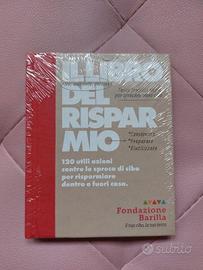 IL LIBRO
DEL
RISPAR
MIO
•Conservare
•Preparare
•Riutilizzare
120 utili azioni
contro lo spreco di cibo
per risparmiare
dentro e fuori casa.
Fondazione
Barilla
Subito